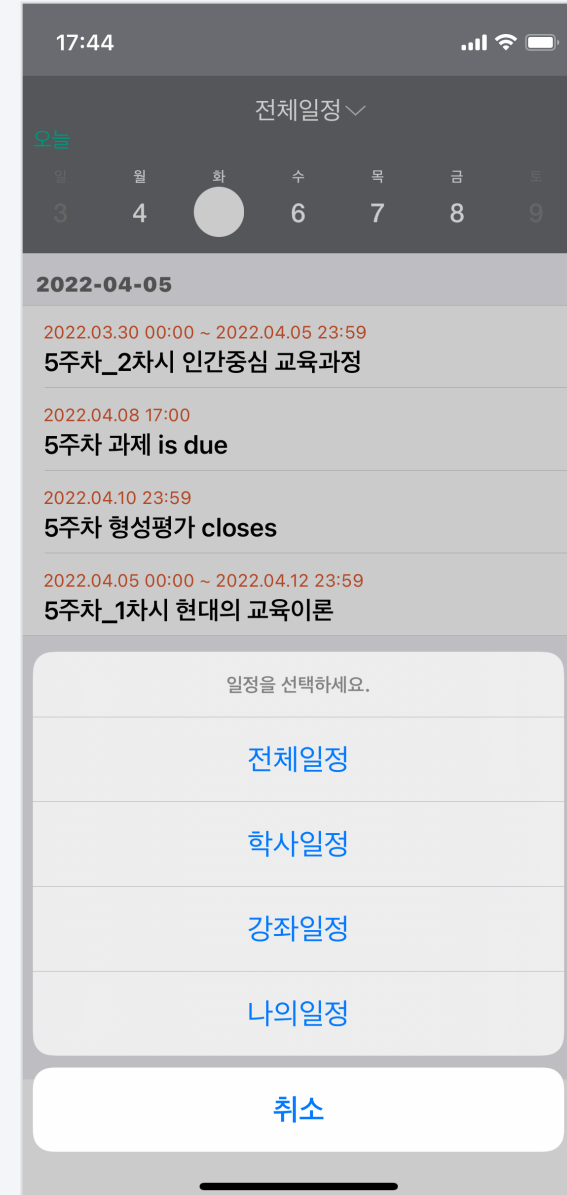 17:44
전체일정
오늘
일 월 화 수 목 금 토
3 4 6 7 8 9
2022-04-05
2022.03.30 00:00 ~ 2022.04.05 23:59
5주차_2차시 인간중심 교육과정
2022.04.08 17:00
5주차 과제 is due
2022.04.10 23:59
5주차 형성평가 closes
2022.04.05 00:00 ~ 2022.04.12 23:59
5주차_1차시 현대의 교육이론
일정을 선택하세요.
전체일정
학사일정
강좌일정
나의일정
취소